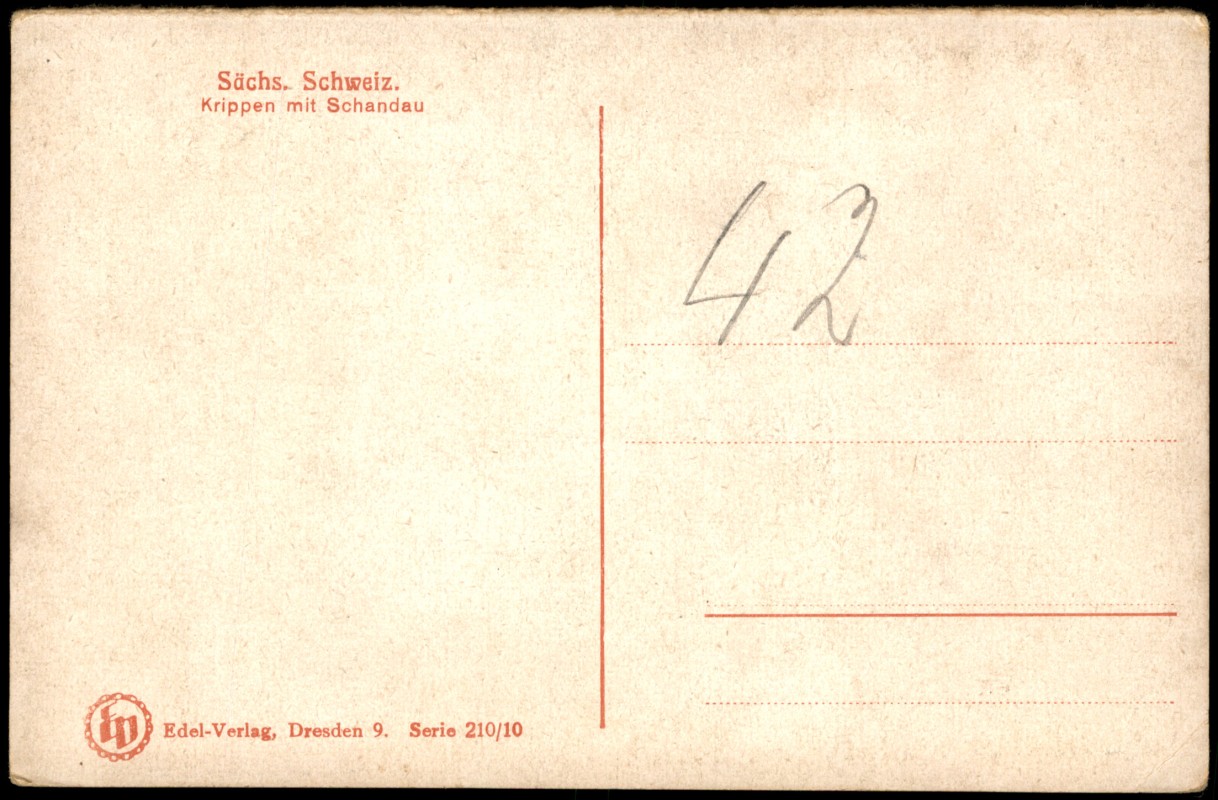 Sächs. Schweiz.
Krippen mit Schandau
42
Edel-Verlag, Dresden 9. Serie 210/10